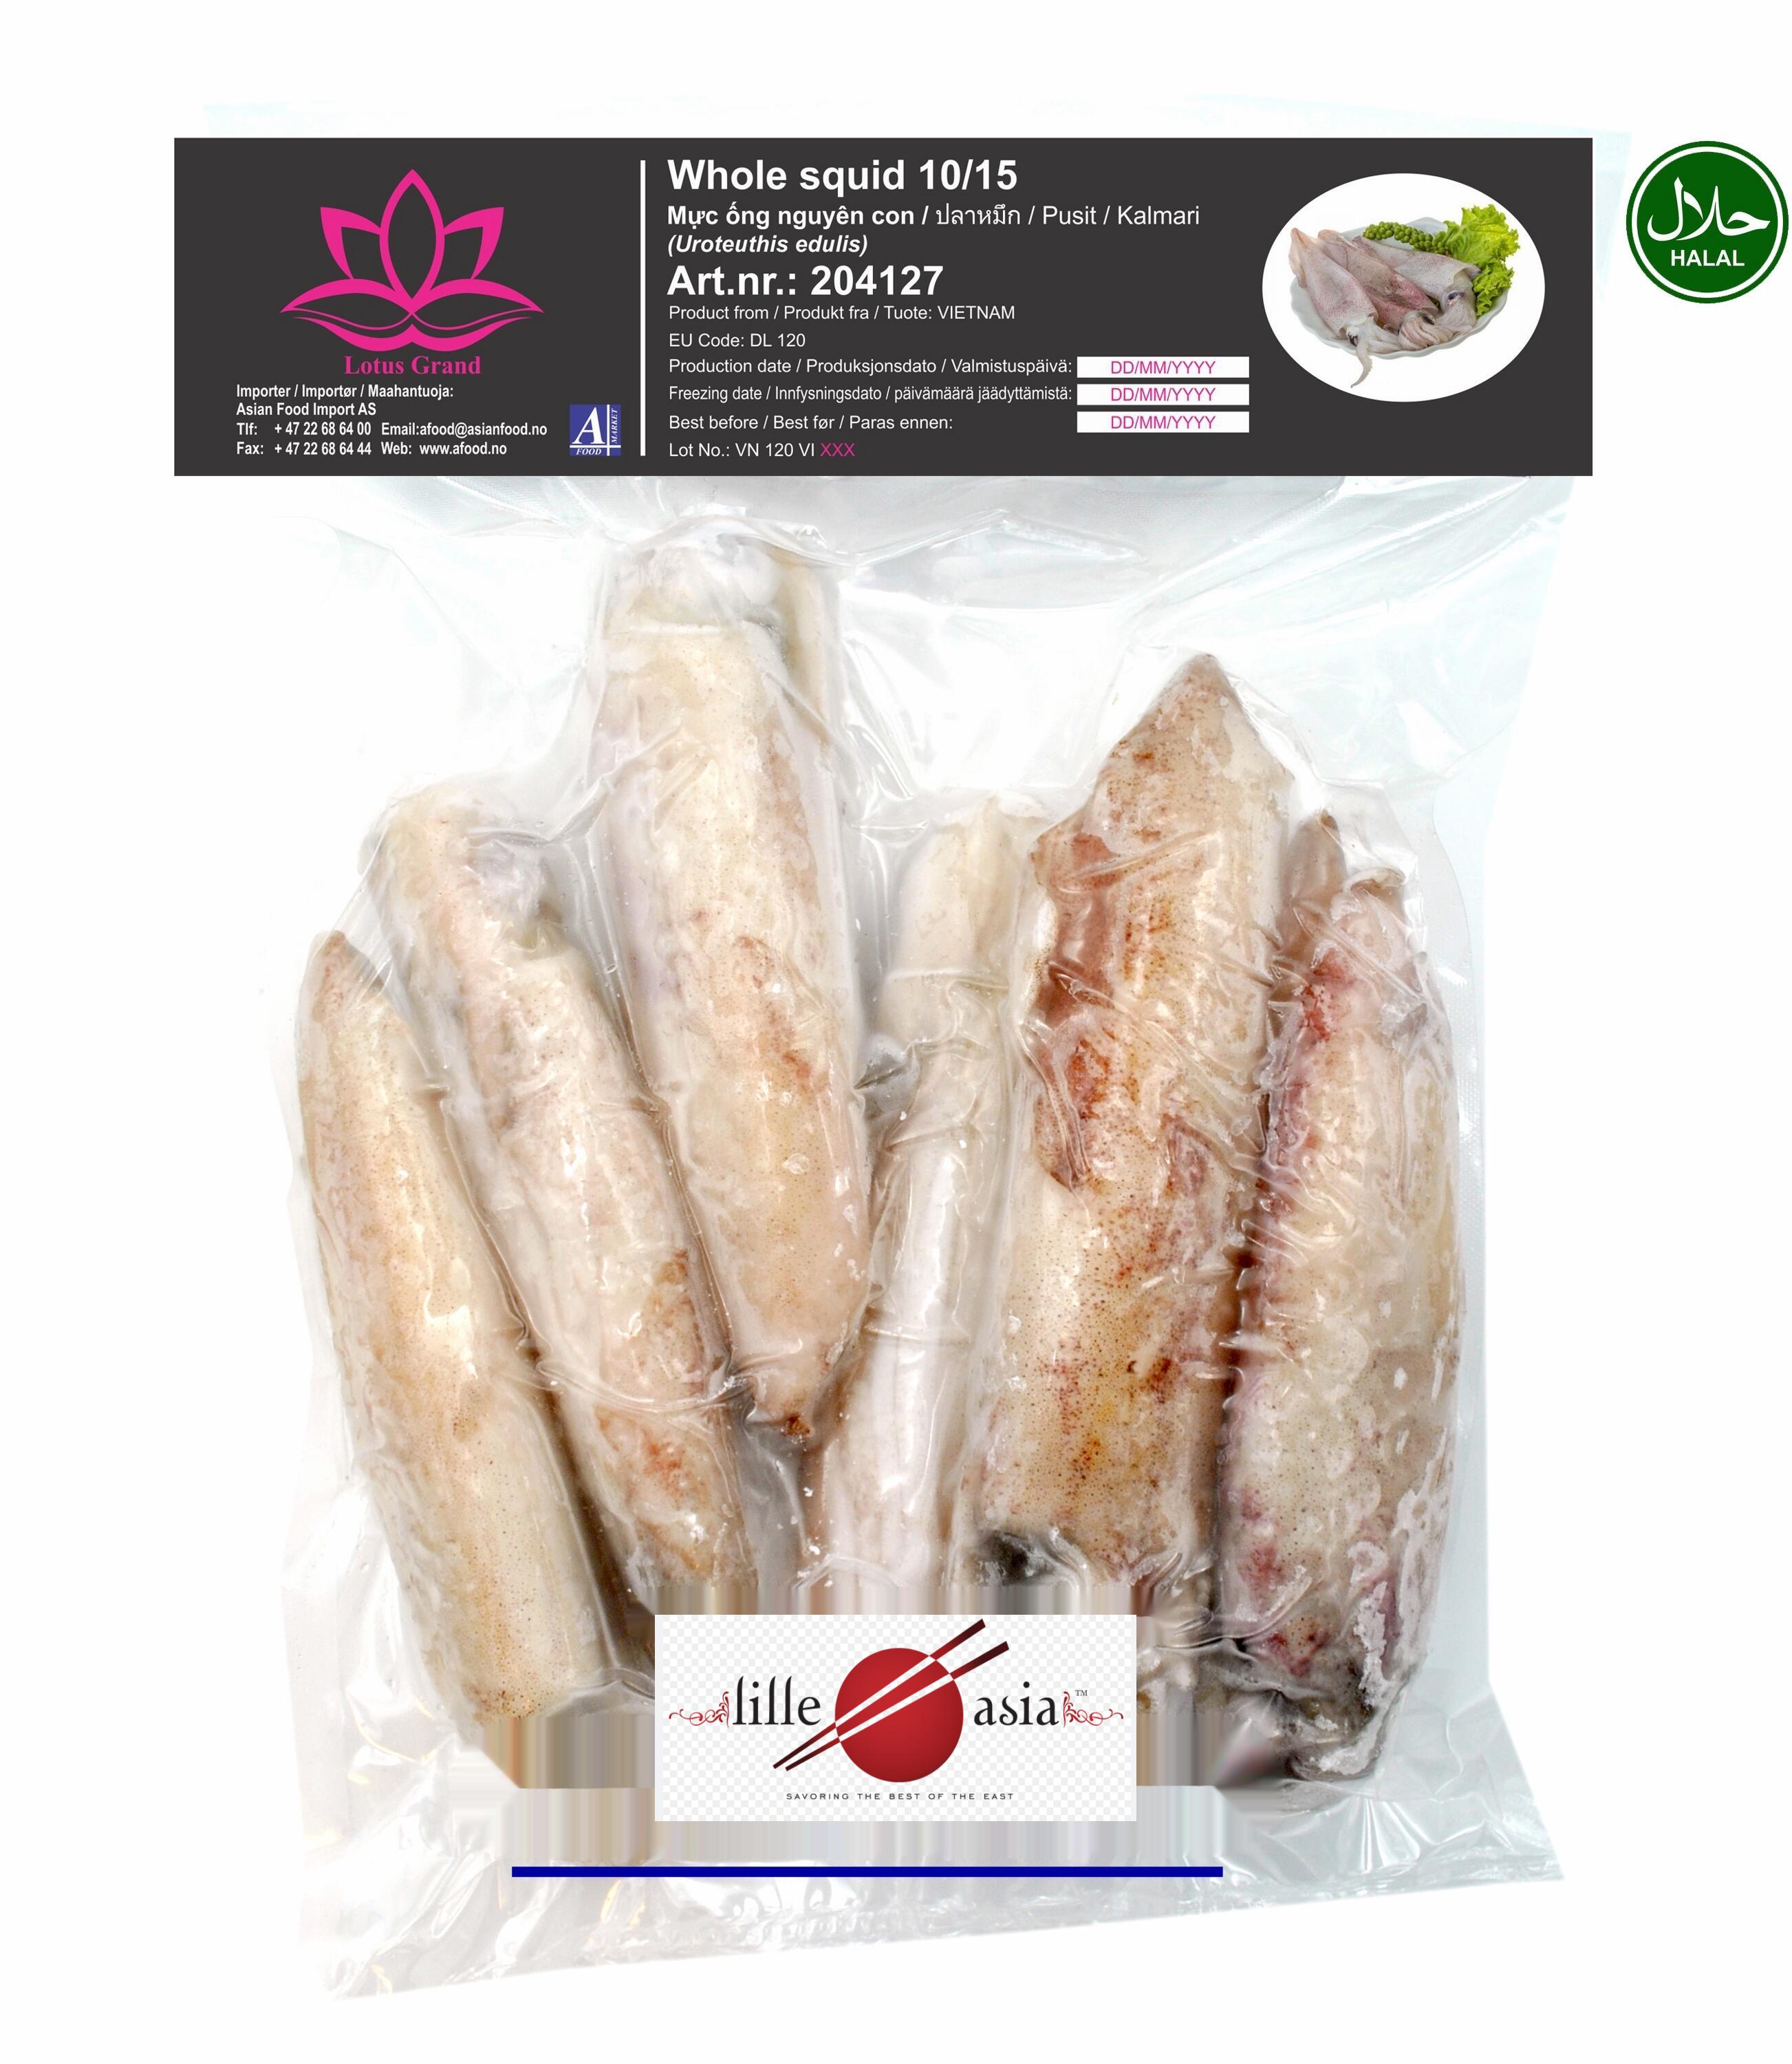 Whole squid 10/15
Mực ống nguyên con / ปลาหมึก / Pusit / Kalmari
(Uroteuthis edulis)
Art.nr.: 204127
Product from / Produkt fra / Tuote: VIETNAM
EU Code: DL 120
Production date / Produksjonsdato / Valmistuspäivä: DD/MM/YYYY
Freezing date / Innfysningsdato / päivämäärä jäädyttämistä: DD/MM/YYYY
Best before / Best før / Paras ennen: DD/MM/YYYY
Lot No.: VN 120 VI XXX
Lotus Grand
Importer / Importør / Maahantuoja:
Asian Food Import AS
Tlf: + 47 22 68 64 00 Email:afood@asianfood.no
Fax: + 47 22 68 64 44 Web: www.afood.no
A MARKET
FOOD
حلال
HALAL
lille asia ™
SAVORING THE BEST OF THE EAST